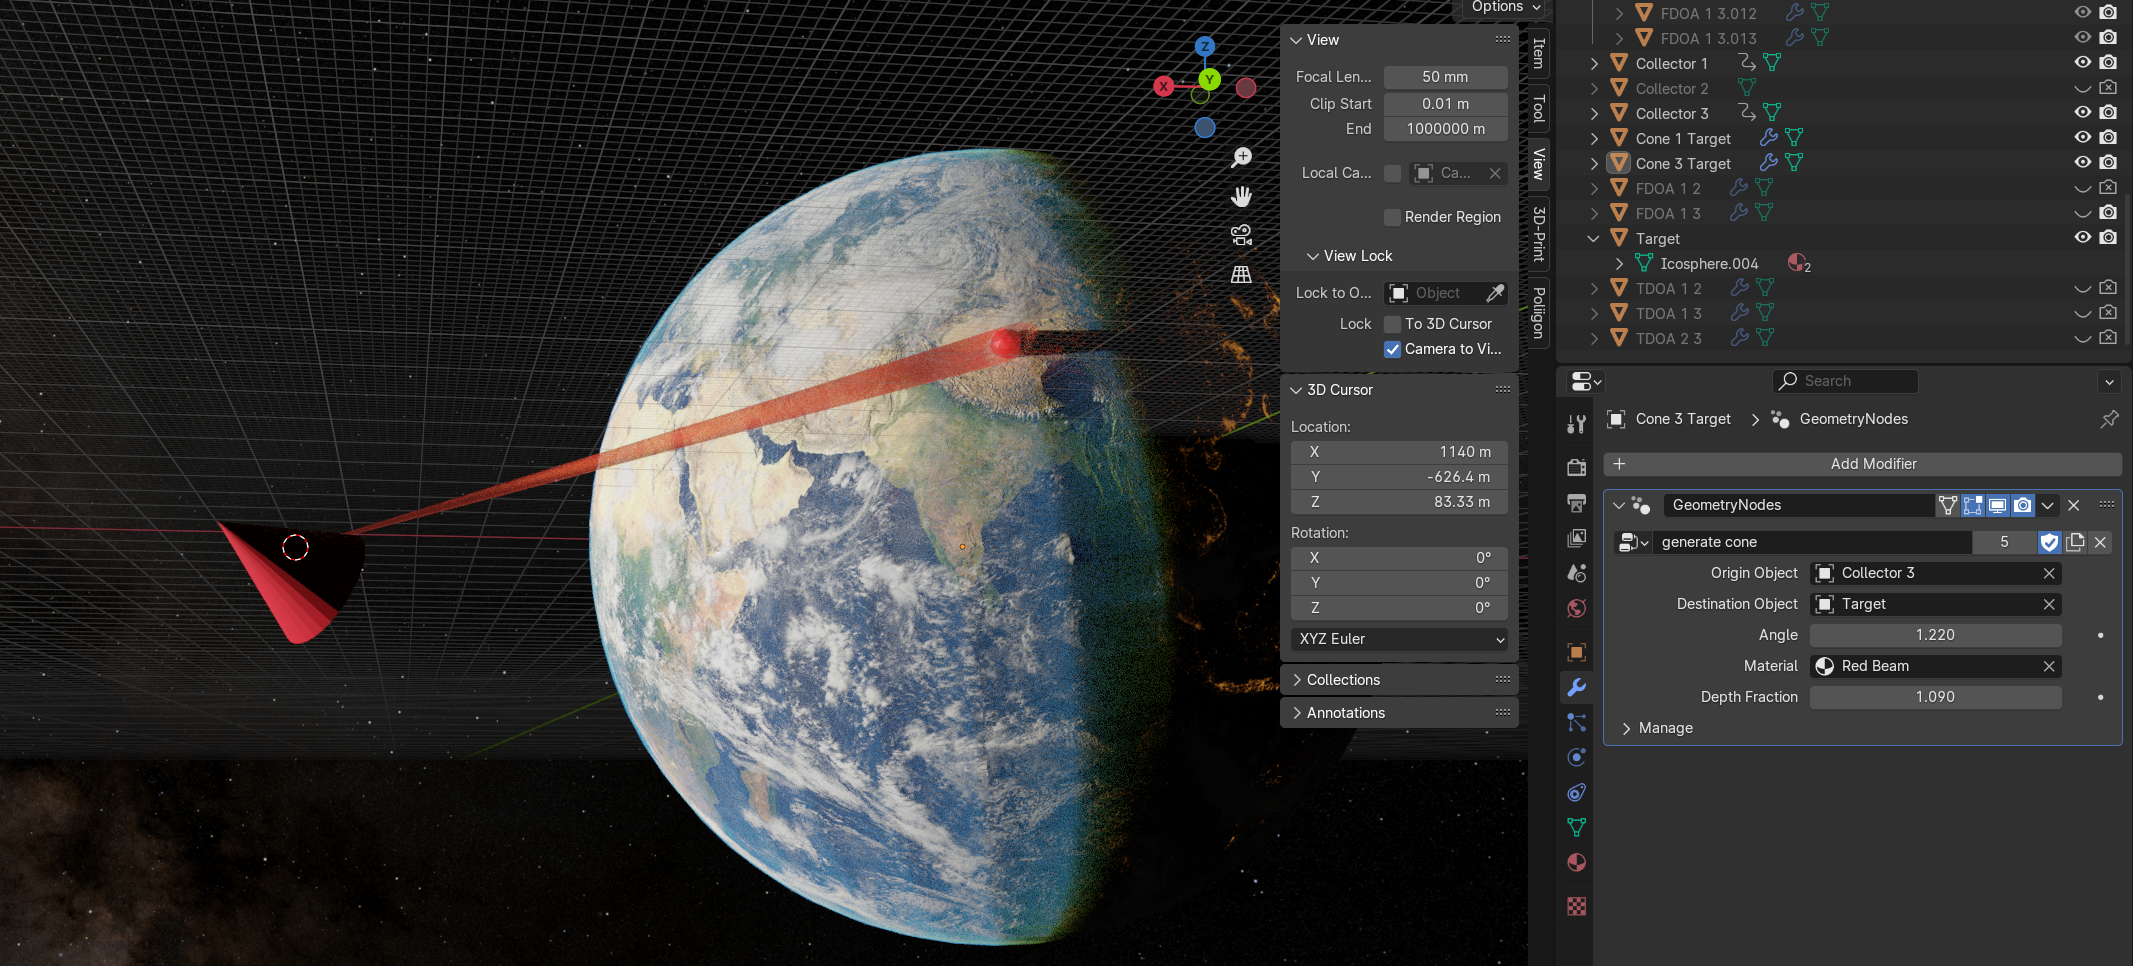 Options
View
Focal Len... 50 mm
Clip Start 0.01 m
End 1000000 m
Local Ca... Ca...
Render Region
View Lock
Lock to O... Object
Lock To 3D Cursor
Camera to Vi...
3D Cursor
Location:
X 1140 m
Y -626.4 m
Z 83.33 m
Rotation:
X 0°
Y 0°
Z 0°
XYZ Euler
Collections
Annotations
Z
Y
X
Item
Tool
View
3D-Print
Poliigon
FDOA 1 3.012
FDOA 1 3.013
Collector 1
Collector 2
Collector 3
Cone 1 Target
Cone 3 Target
FDOA 1 2
FDOA 1 3
Target
Icosphere.004 2
TDOA 1 2
TDOA 1 3
TDOA 2 3
Search
Cone 3 Target GeometryNodes
Add Modifier
GeometryNodes
generate cone 5
Origin Object Collector 3
Destination Object Target
Angle 1.220
Material Red Beam
Depth Fraction 1.090
Manage